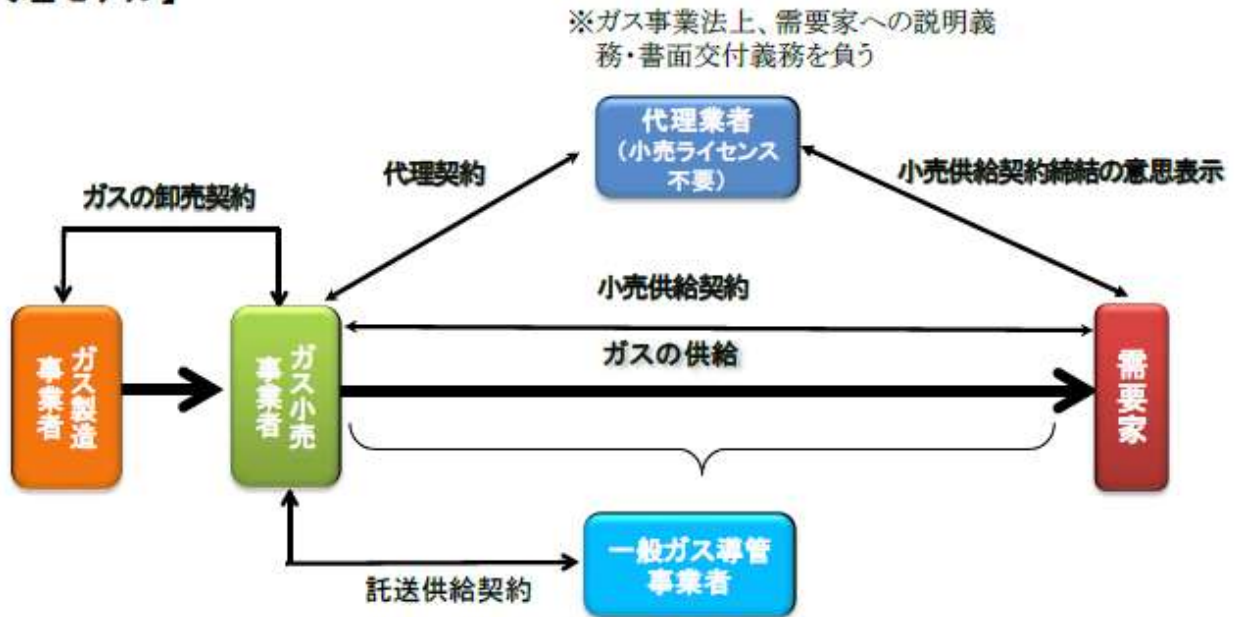 ※ガス事業法上、需要家への説明義
務・書面交付義務を負う
代理業者
(小売ライセンス
不要)
代理契約
小売供給契約締結の意思表示
ガスの卸売契約
小売供給契約
ガスの供給
ガス製造
事業者
ガス小売
事業者
需要家
一般ガス導管
事業者
託送供給契約